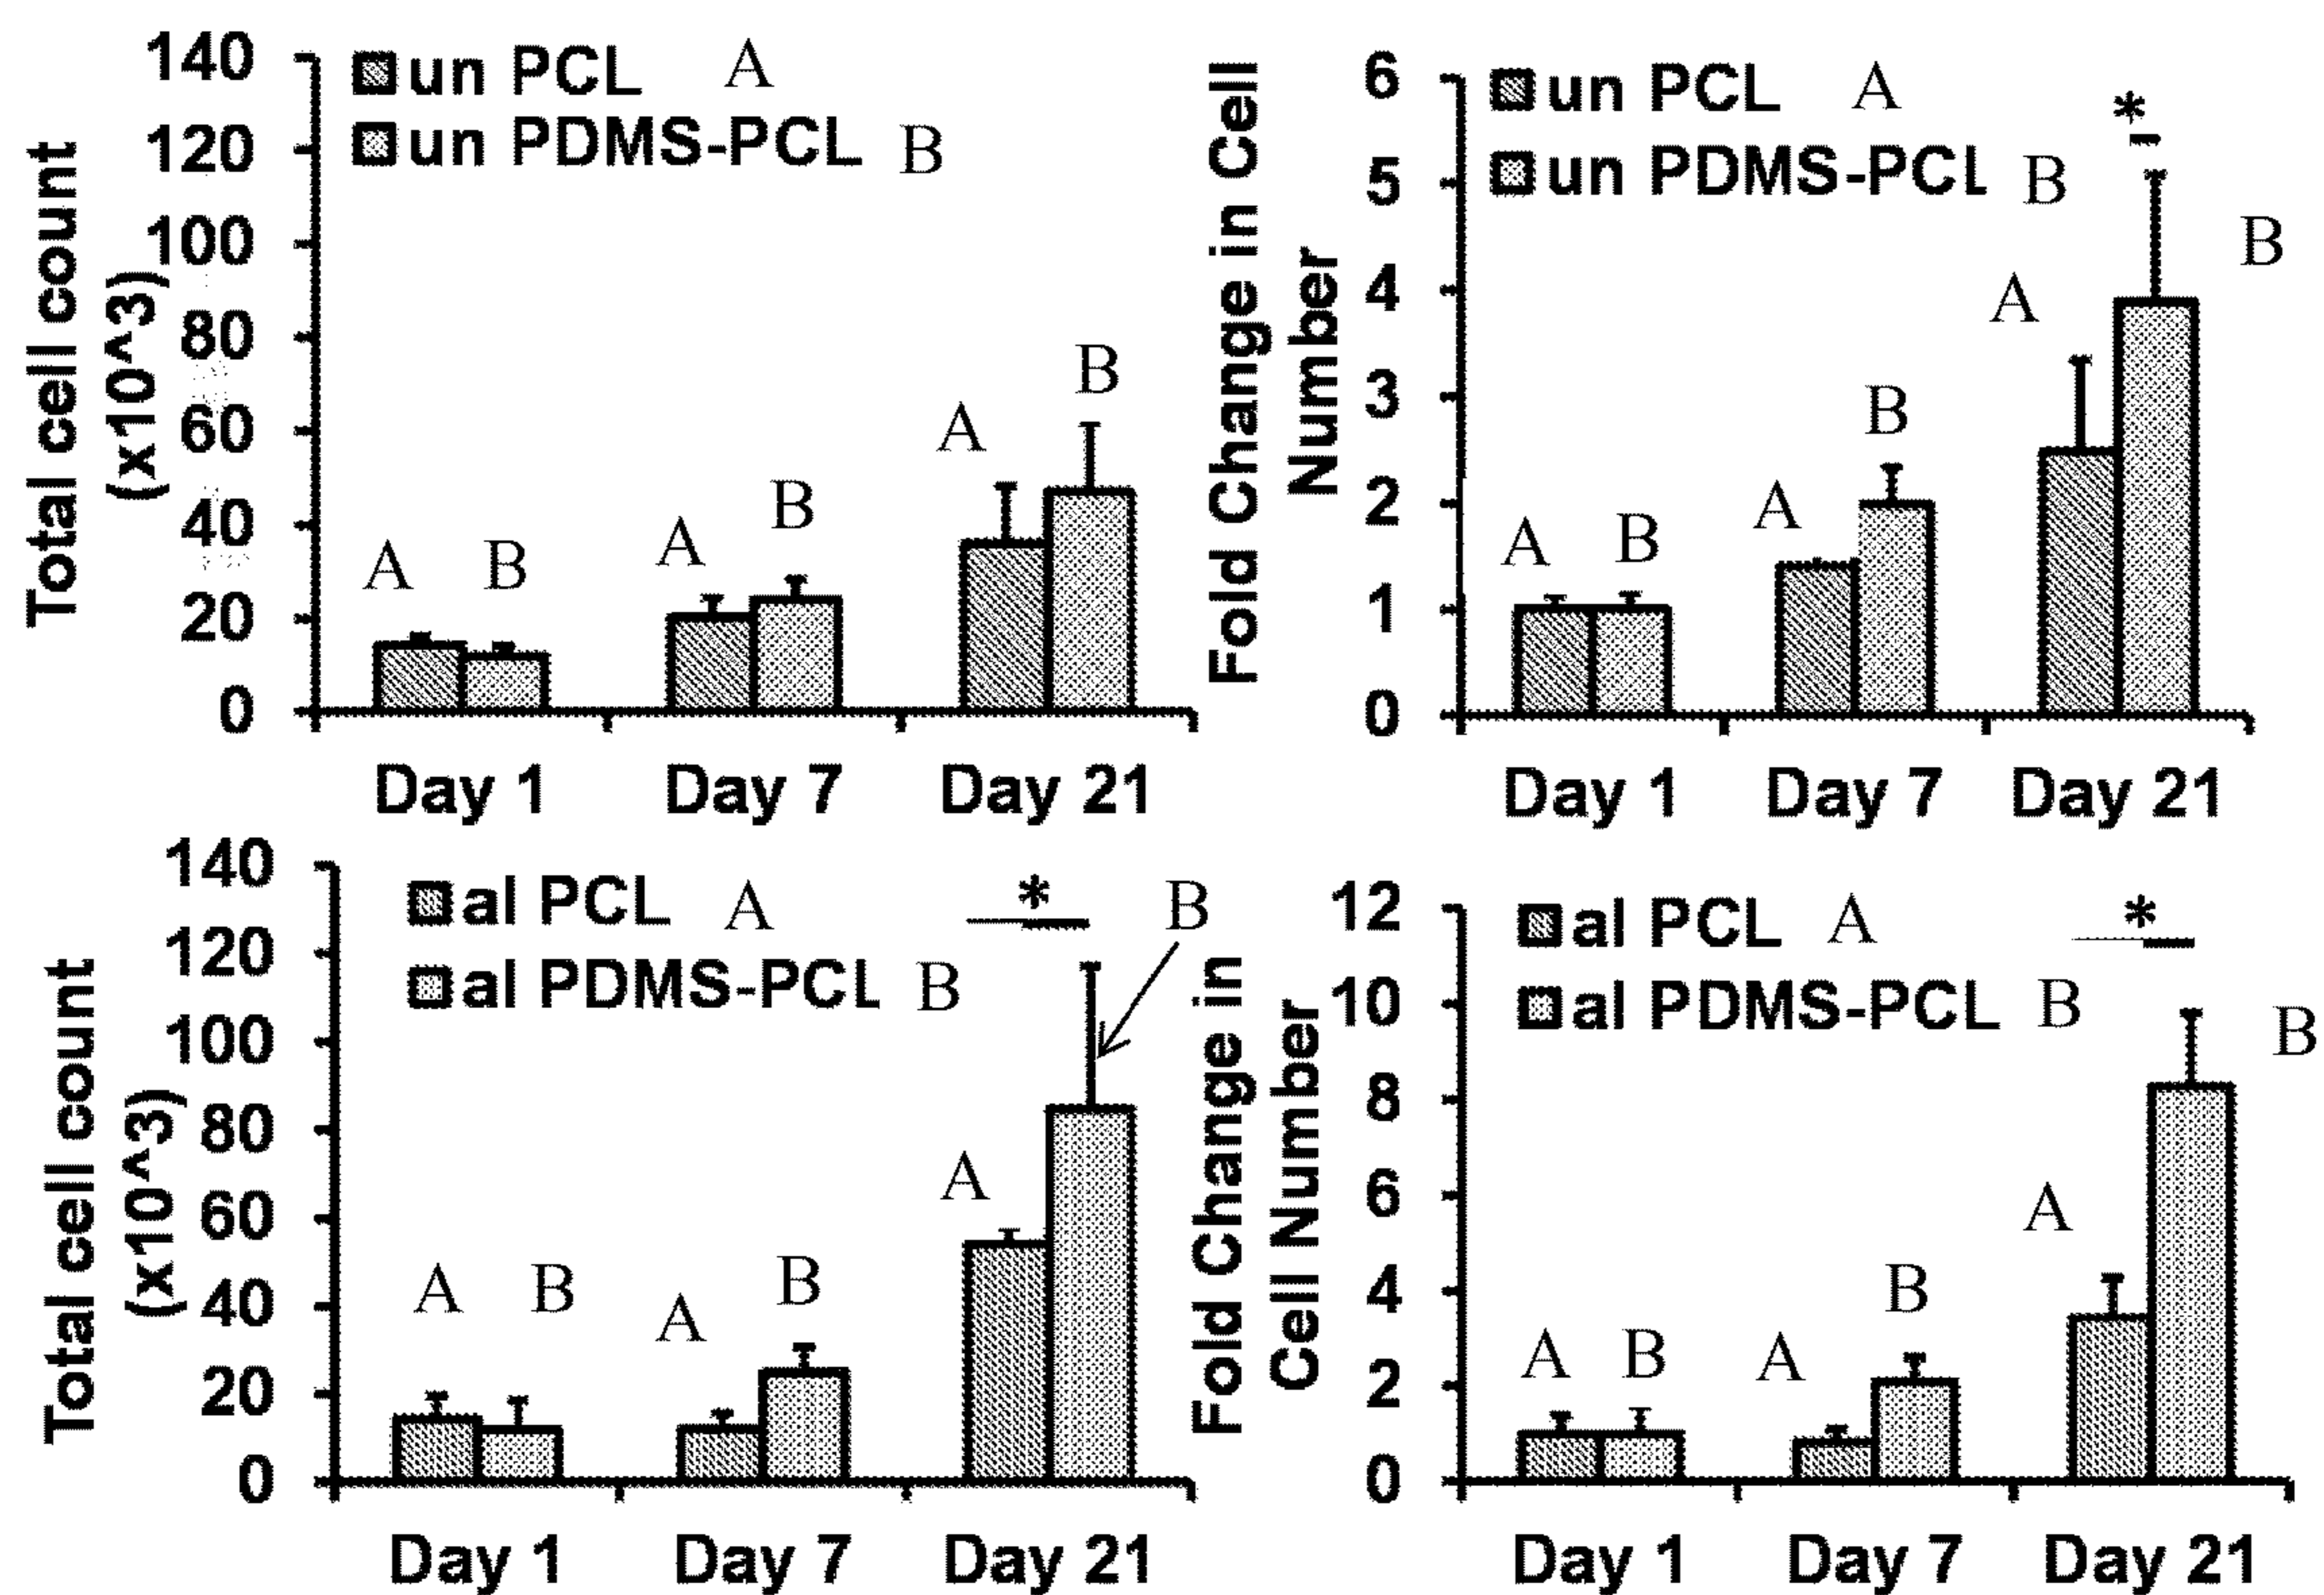 140
120
100
80
60
40
20
0
Total cell count
(x10^3)
un PCL A
un PDMS-PCL B
A B
A B
A B
Day 1 Day 7 Day 21
6
5
4
3
2
1
0
Fold Change in Cell
Number
un PCL A
un PDMS-PCL B
*
A B
A B
A B
Day 1 Day 7 Day 21
140
120
100
80
60
40
20
0
Total cell count
(x10^3)
al PCL A
al PDMS-PCL B
*
A B
A B
A B
Day 1 Day 7 Day 21
12
10
8
6
4
2
0
Fold Change in
Cell Number
al PCL A
al PDMS-PCL B
*
A B
A B
A B
Day 1 Day 7 Day 21